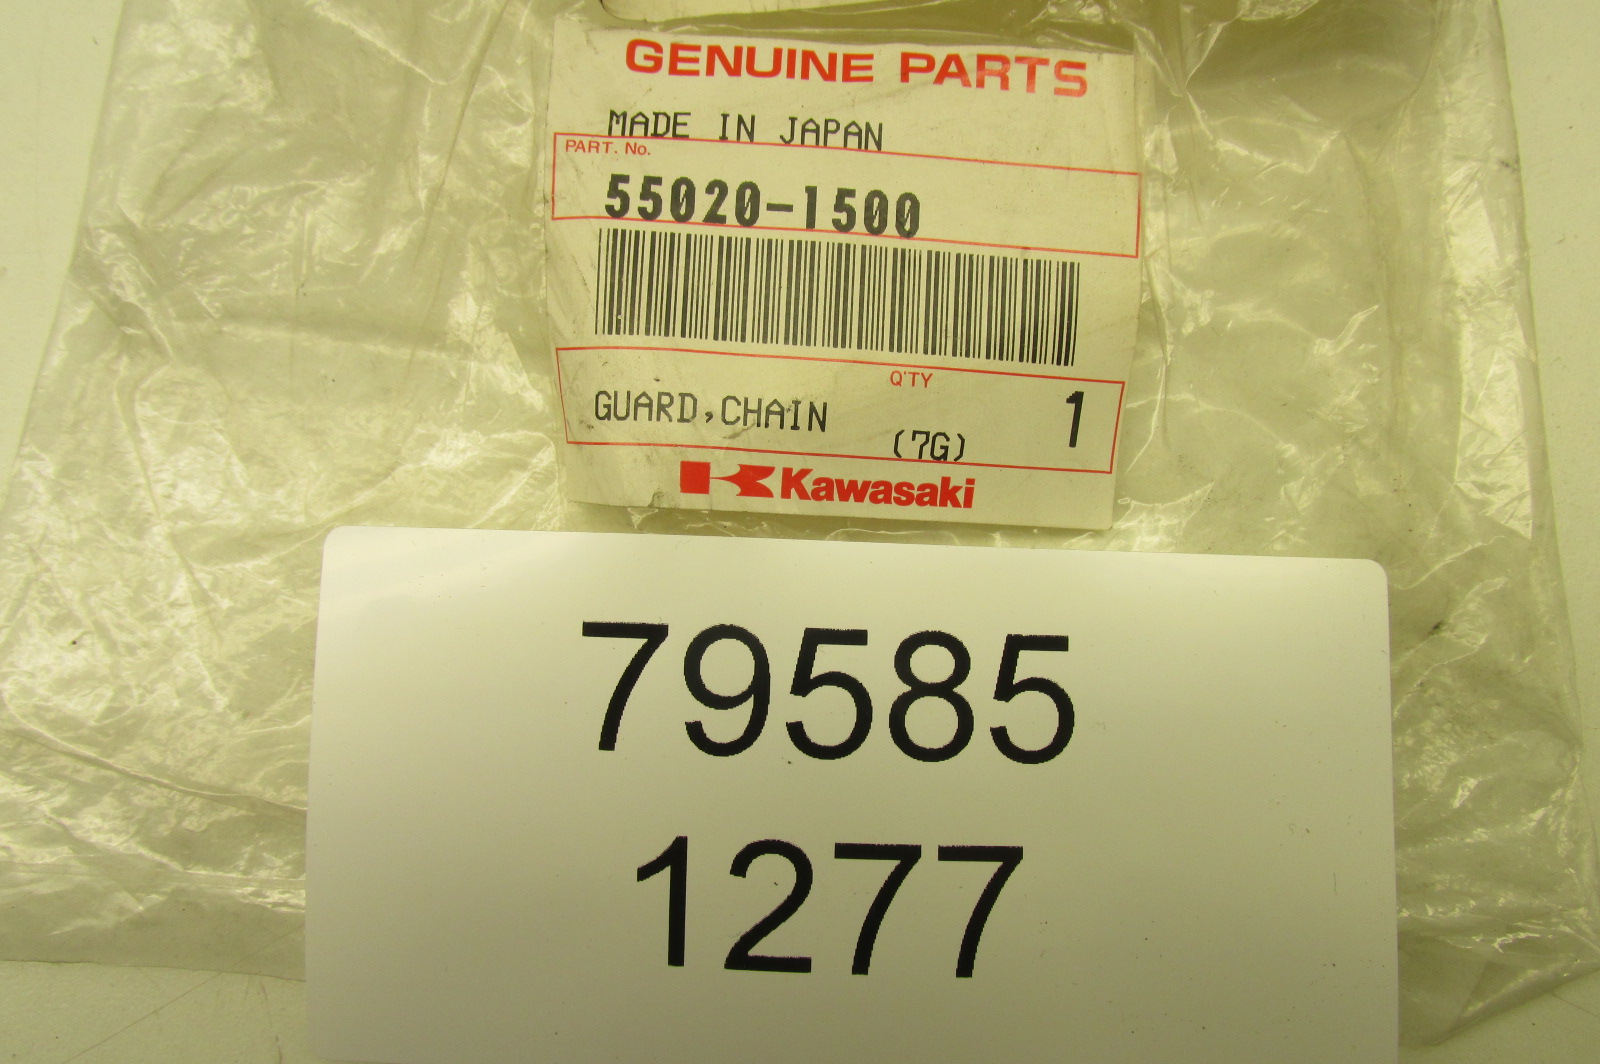 GENUINE PARTS
MADE IN JAPAN
PART. No.
55020-1500
Q'TY
GUARD,CHAIN 1
(7G)
Kawasaki
79585
1277